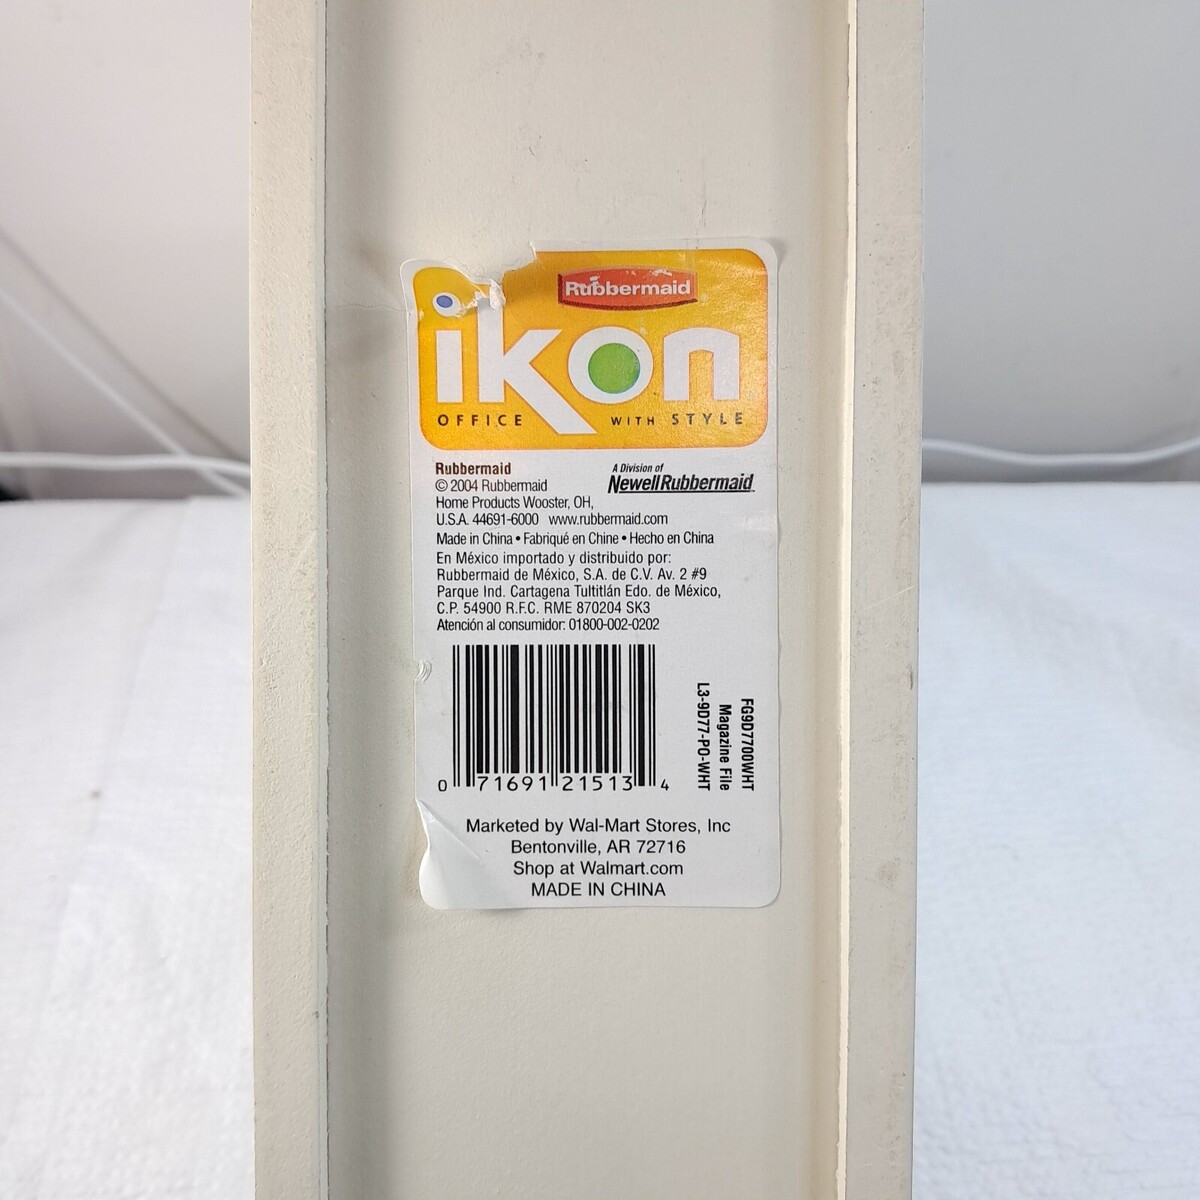 Rubbermaid
ikon
OFFICE WITH STYLE
Rubbermaid
© 2004 Rubbermaid
Home Products Wooster, OH,
U.S.A. 44691-6000 www.rubbermaid.com
A Division of
NewellRubbermaid
Made in China • Fabriqué en Chine • Hecho en China
En México importado y distribuido por:
Rubbermaid de México, S.A. de C.V. Av. 2 #9
Parque Ind. Cartagena Tultitlán Edo. de México,
C.P. 54900 R.F.C. RME 870204 SK3
Atención al consumidor: 01800-002-0202
0 71691 21513 4
FG9D7700WHT
Magazine File
L3-9D77-PO-WHT
Marketed by Wal-Mart Stores, Inc
Bentonville, AR 72716
Shop at Walmart.com
MADE IN CHINA